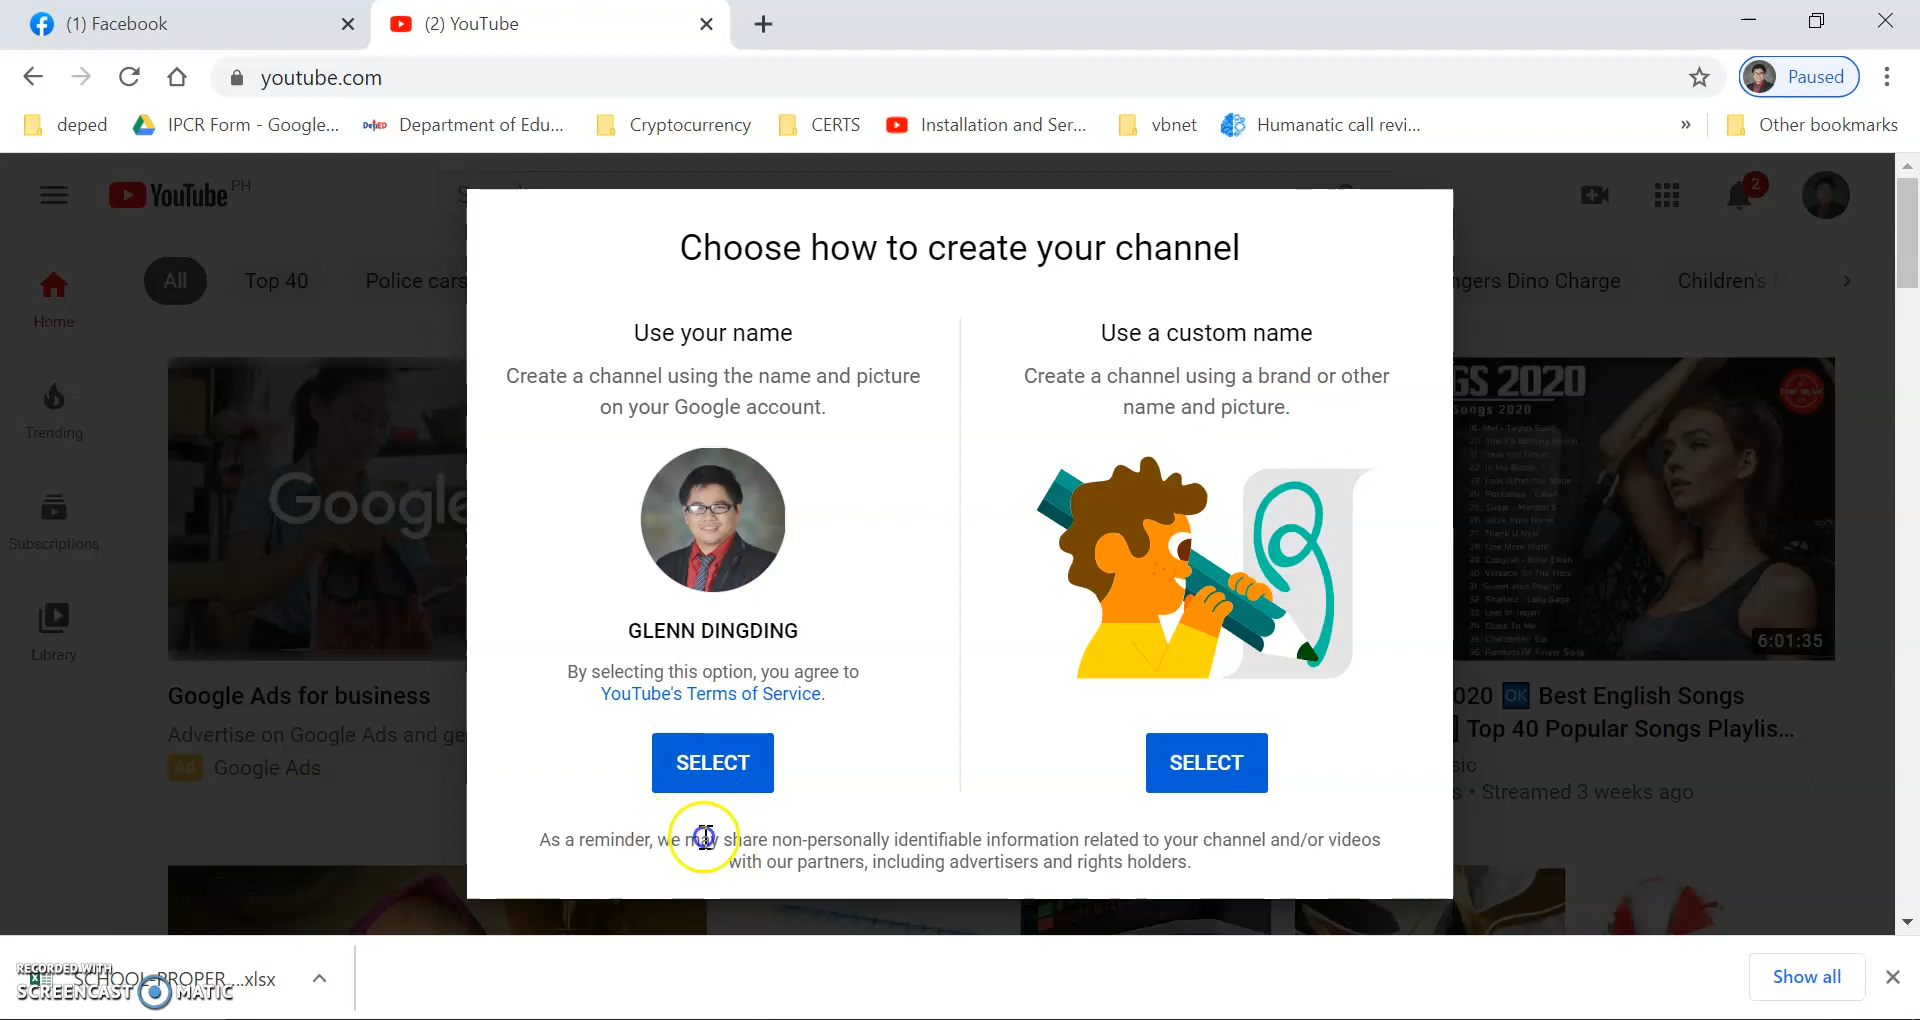 (1) Facebook
(2) YouTube
youtube.com
Paused
deped
IPCR Form - Google...
DepED
Department of Edu...
Cryptocurrency
CERTS
Installation and Ser...
vbnet
Humanatic call revi...
»
Other bookmarks
YouTube PH
2
Choose how to create your channel
All
Top 40
Police cars
ngers Dino Charge
Children's
Home
Use your name
Use a custom name
Create a channel using the name and picture
on your Google account.
Create a channel using a brand or other
name and picture.
GS 2020
Songs 2020
Trending
Google
Subscriptions
GLENN DINGDING
6:01:35
Library
By selecting this option, you agree to
YouTube's Terms of Service.
Google Ads for business
2020 OK Best English Songs
Advertise on Google Ads and ge
Top 40 Popular Songs Playlis...
Ad Google Ads
sic
SELECT
SELECT
s • Streamed 3 weeks ago
As a reminder, we may share non-personally identifiable information related to your channel and/or videos
with our partners, including advertisers and rights holders.
RECORDED WITH
SCREENCAST MATIC
SCHOOL-PROPER...xlsx
Show all